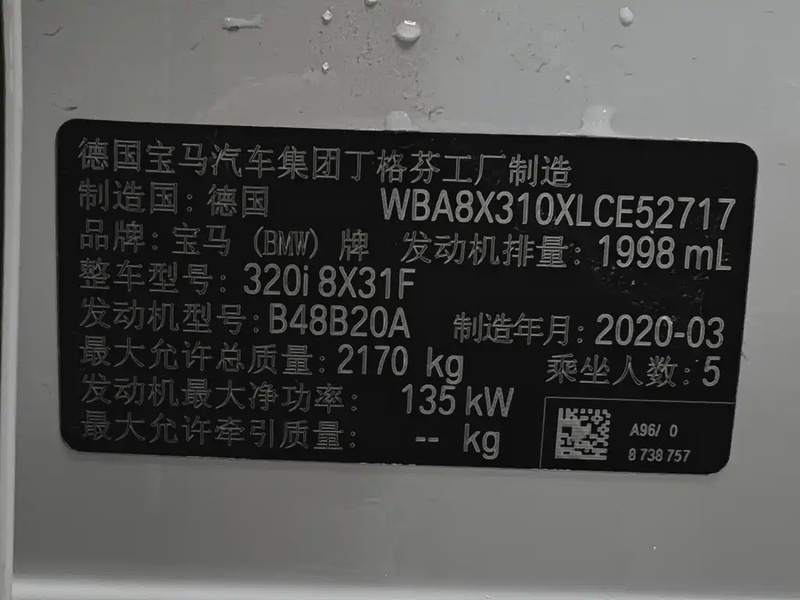 德国宝马汽车集团丁格芬工厂制造
制造国：德国 WBA8X310XLCE52717
品牌：宝马（BMW）牌 发动机排量：1998 mL
整车型号：320i 8X31F
发动机型号：B48B20A 制造年月：2020-03
最大允许总质量：2170 kg 乘坐人数：5
发动机最大净功率： 135 kW
最大允许牵引质量： -- kg
A96/ 0
8 738 757